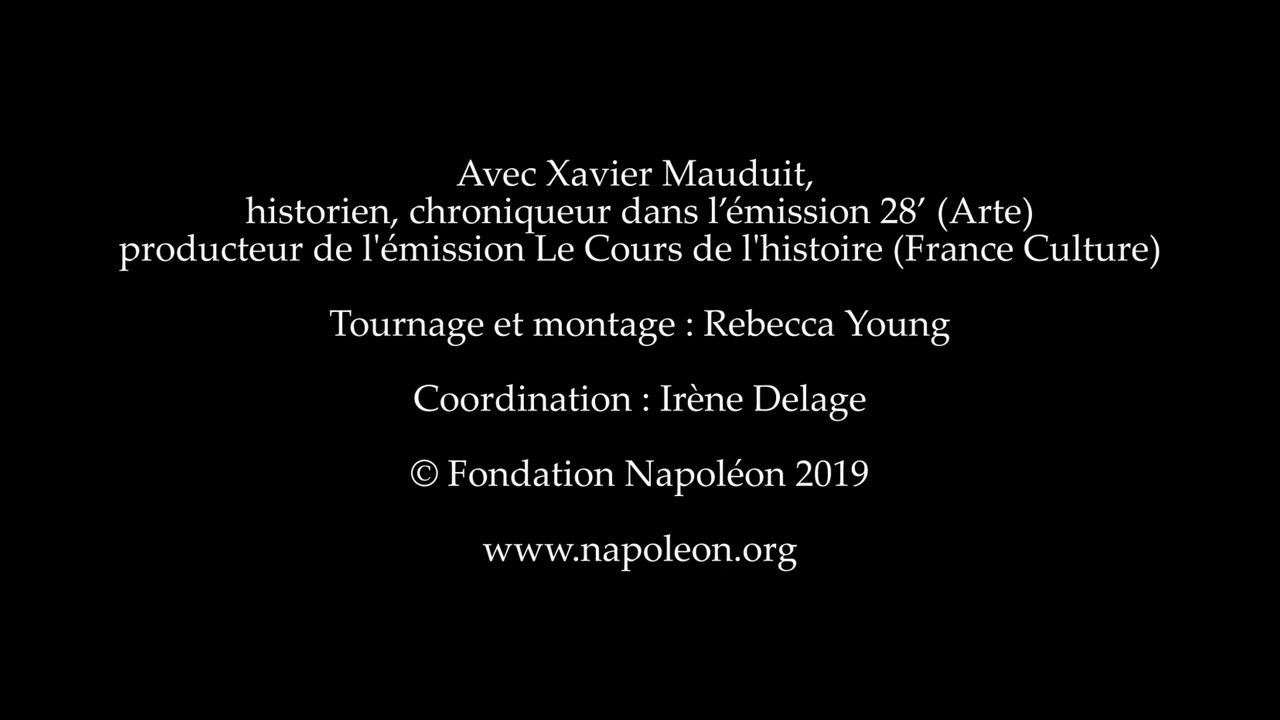 Avec Xavier Mauduit,
historien, chroniqueur dans l’émission 28’ (Arte)
producteur de l'émission Le Cours de l'histoire (France Culture)
Tournage et montage : Rebecca Young
Coordination : Irène Delage
© Fondation Napoléon 2019
www.napoleon.org